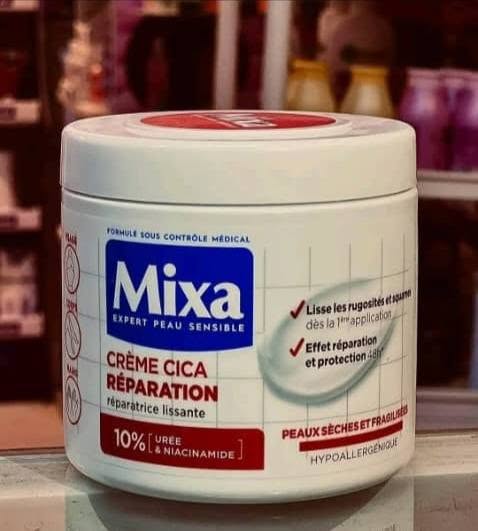 FORMULE SOUS CONTRÔLE MÉDICAL
Mixa
EXPERT PEAU SENSIBLE
CRÈME CICA
RÉPARATION
réparatrice lissante
10% [URÉE
& NIACINAMIDE]
Lisse les rugosités et squames
dès la 1ère application
Effet réparation
et protection 48h
PEAUX SÈCHES ET FRAGILISÉES
HYPOALLERGÉNIQUE